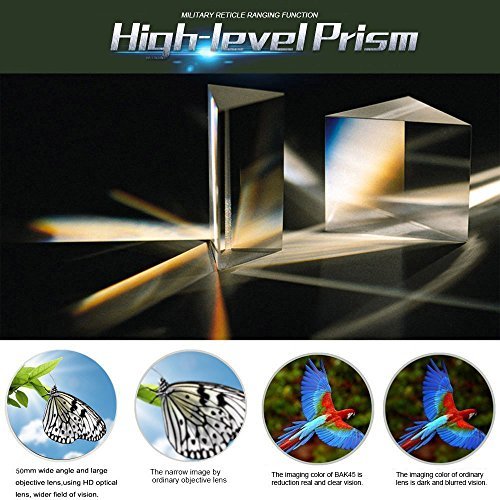 MILITARY RETICLE RANGING FUNCTION
High-level Prism
50mm wide angle and large
objective lens,using HD optical
lens, wider field of vision.
The narrow image by
ordinary objective lens
The imaging color of BAK45 is
reduction real and clear vision.
The imaging color of ordinary
lens is dark and blurred vision.